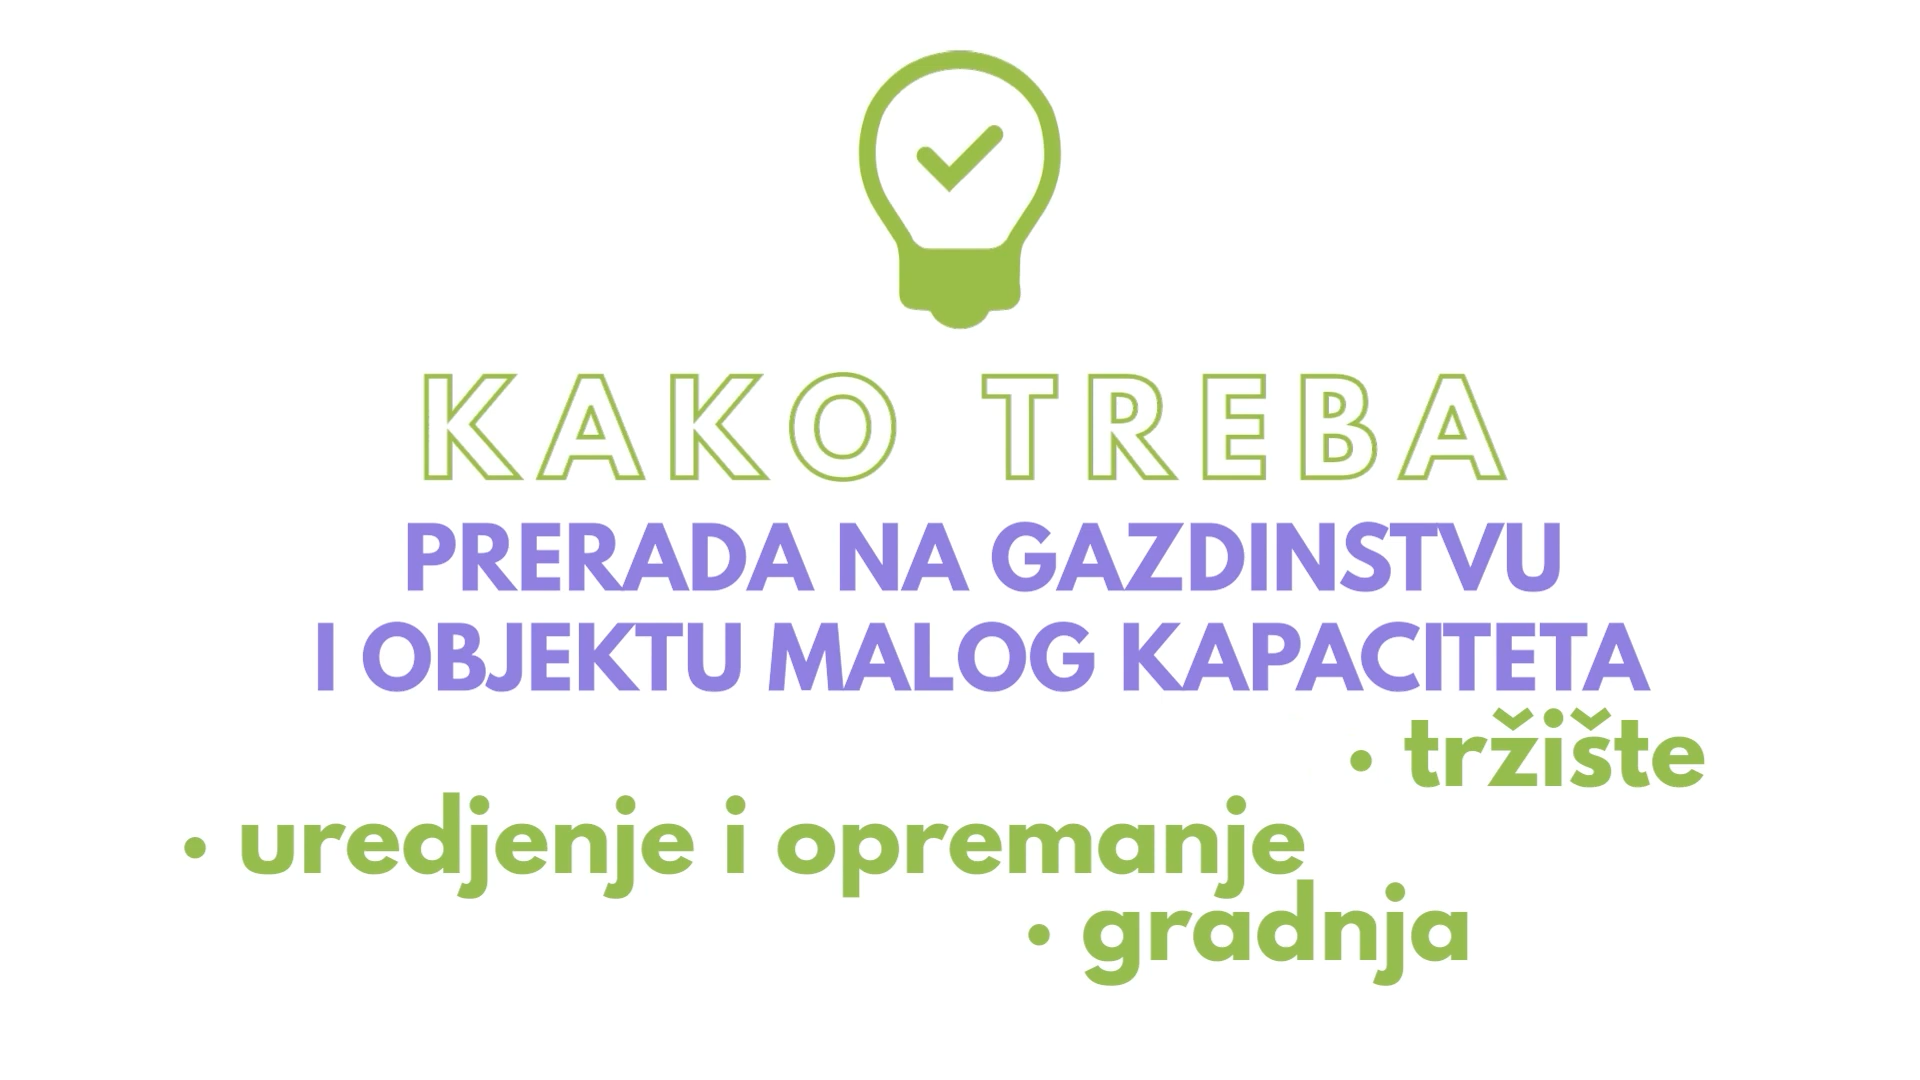 KAKO TREBA
PRERADA NA GAZDINSTVU
I OBJEKTU MALOG KAPACITETA
• tržište
• uredjenje i opremanje
• gradnja